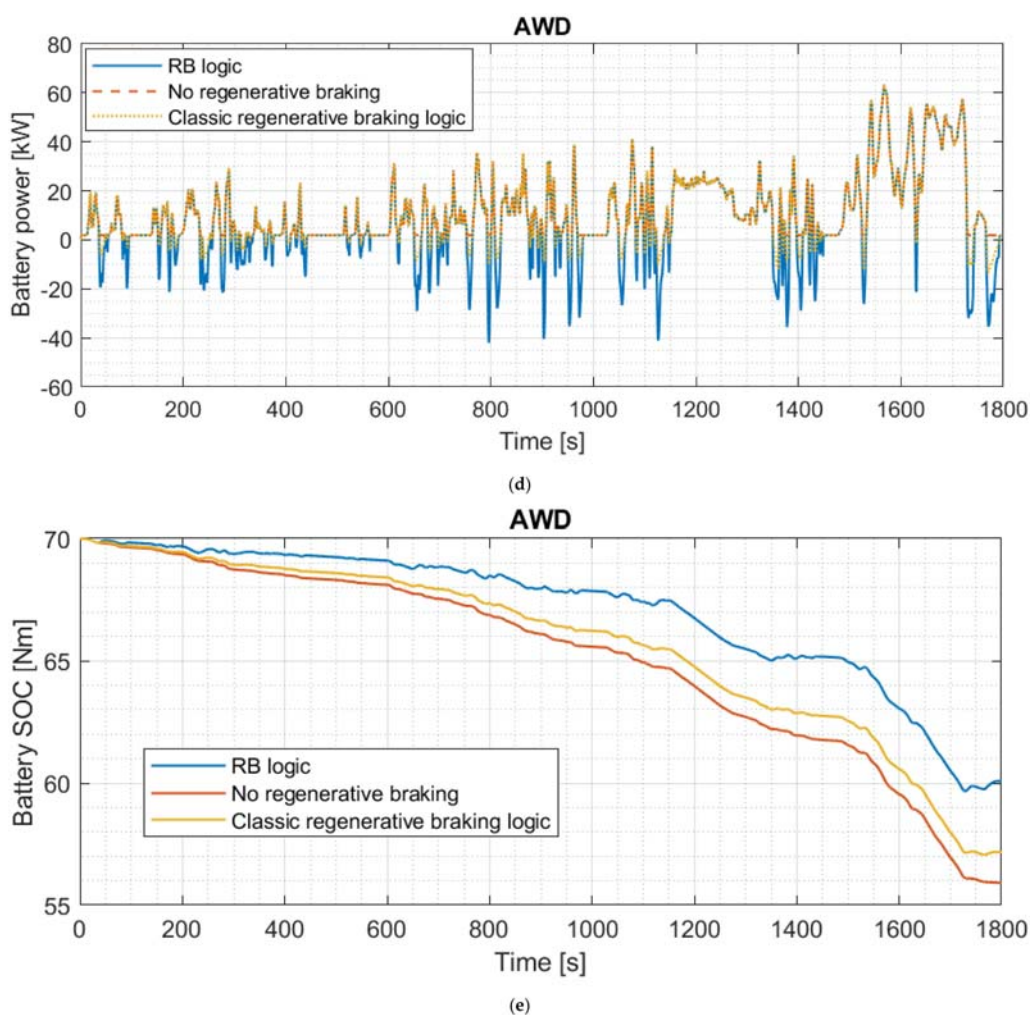 AWD
80
60
40
20
0
-20
-40
-60
Battery power [kW]
RB logic
No regenerative braking
Classic regenerative braking logic
0 200 400 600 800 1000 1200 1400 1600 1800
Time [s]
(d)
AWD
70
65
60
55
Battery SOC [Nm]
RB logic
No regenerative braking
Classic regenerative braking logic
0 200 400 600 800 1000 1200 1400 1600 1800
Time [s]
(e)